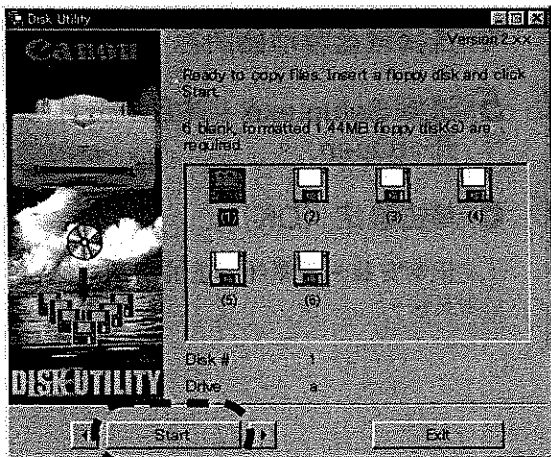 Disk Utility
Canon
Version 2.xx
Ready to copy files. Insert a floppy disk and click
Start.
6 blank, formatted 1.44MB floppy disk(s) are
required.
(1) (2) (3) (4)
(5) (6)
Disk # 1
Drive a
DISK UTILITY
Start Exit